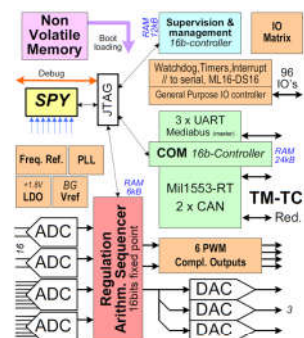 Non
Volatile
Memory
Boot
loading
RAM
12kB
Supervision &
management
16b-controller
IO
Matrix
Debug
SPY
JTAG
Watchdog,Timers,Interrupt
// to serial, ML16-DS16
General Purpose IO controller
96
IO's
3 x UART
Mediabus (master)
COM 16b-Controller
RAM
24kB
Mil1553-RT
2 x CAN
TM-TC
Red.
Freq. Ref.
PLL
+1.8V
LDO
BG
Vref
RAM
6kB
16
ADC
ADC
ADC
ADC
Regulation
Arithm. Sequencer
16bits fixed point
6 PWM
Compl. Outputs
DAC
DAC
DAC
3